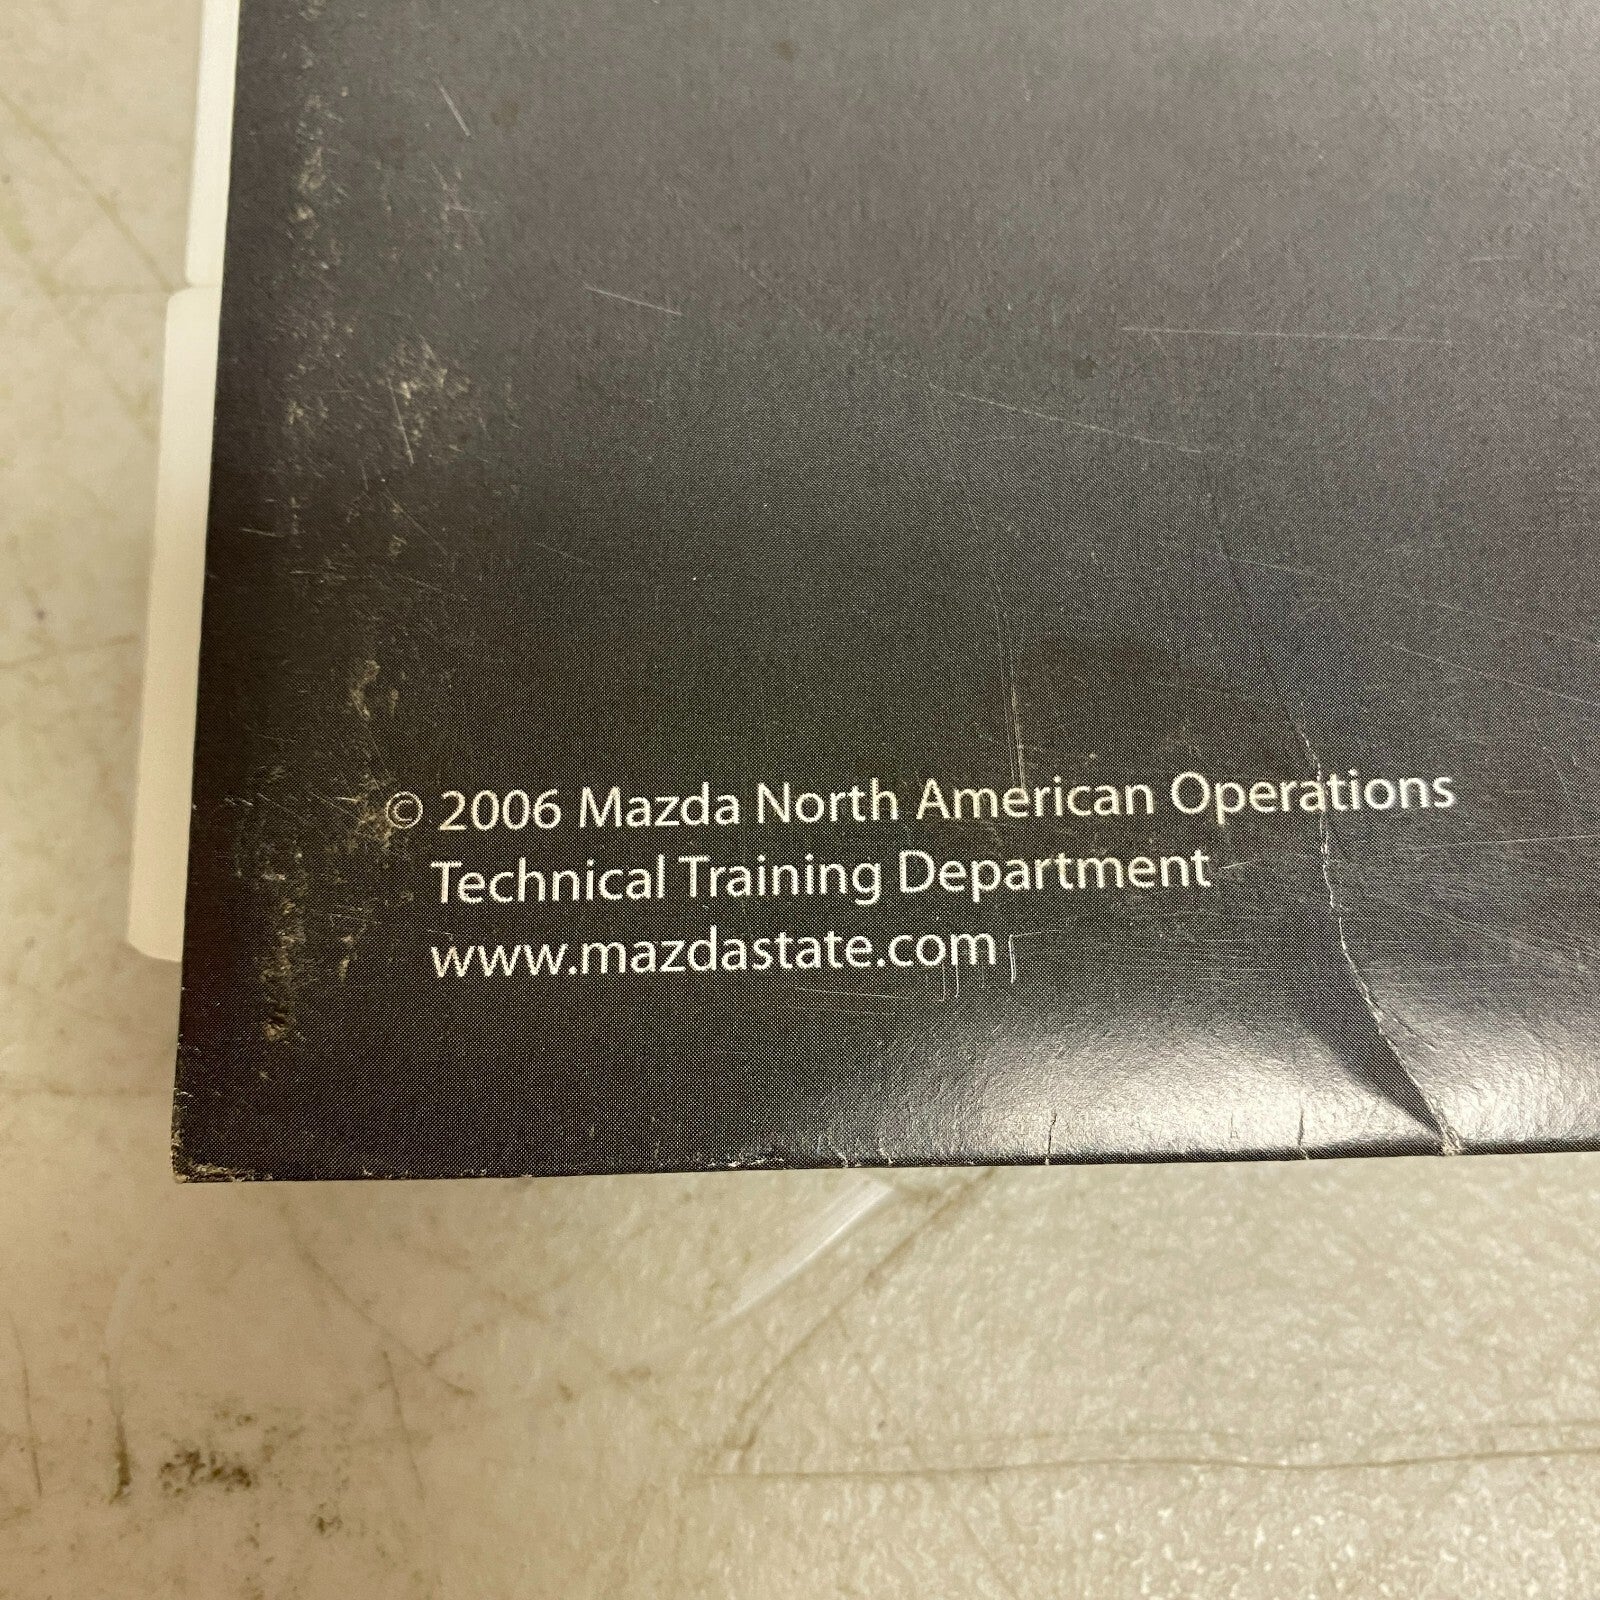 © 2006 Mazda North American Operations
Technical Training Department
www.mazdastate.com